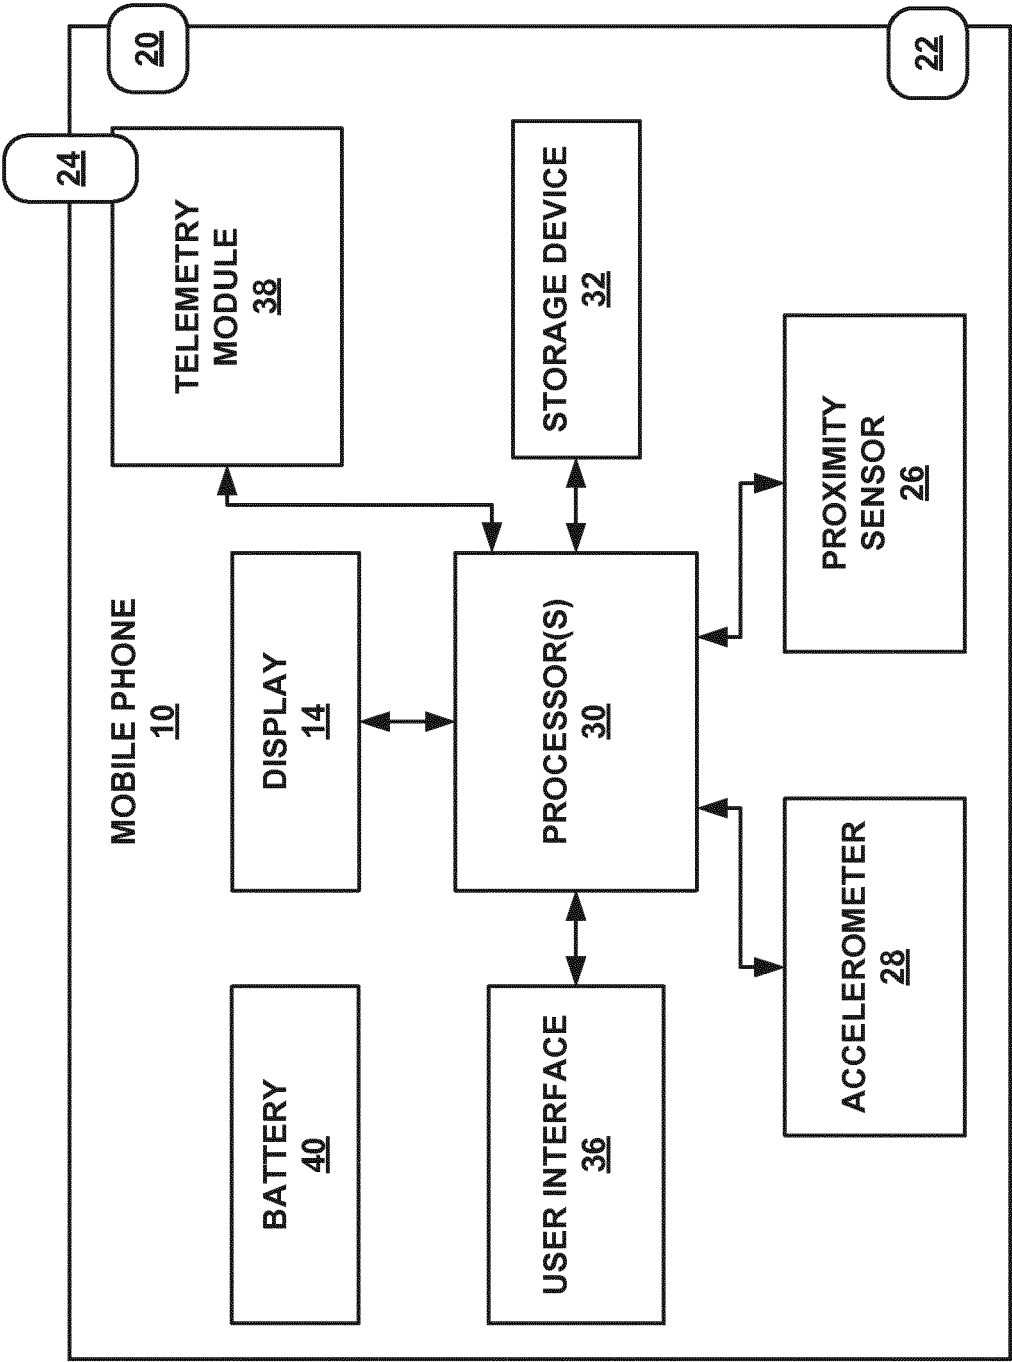 MOBILE PHONE
10
20
22
24
BATTERY
40
DISPLAY
14
TELEMETRY
MODULE
38
USER INTERFACE
36
PROCESSOR(S)
30
STORAGE DEVICE
32
ACCELEROMETER
28
PROXIMITY
SENSOR
26